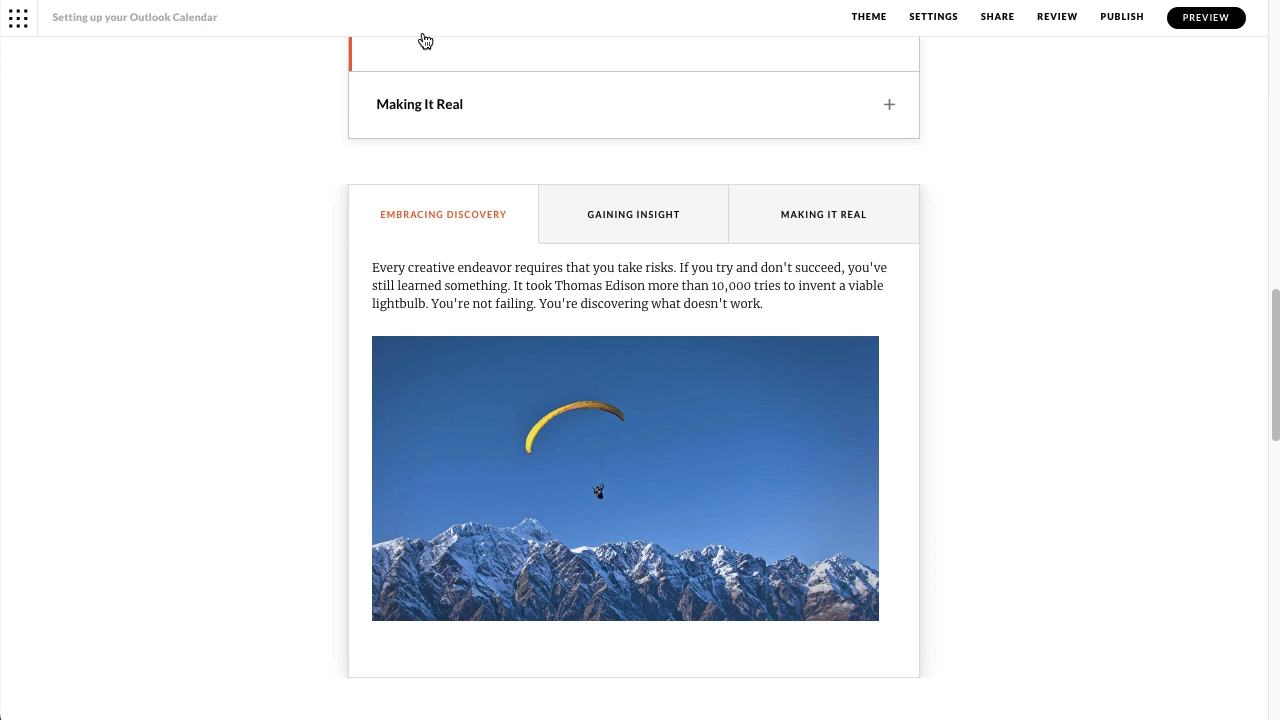 Setting up your Outlook Calendar
THEME SETTINGS SHARE REVIEW PUBLISH PREVIEW
Making It Real
EMBRACING DISCOVERY GAINING INSIGHT MAKING IT REAL
Every creative endeavor requires that you take risks. If you try and don't succeed, you've
still learned something. It took Thomas Edison more than 10,000 tries to invent a viable
lightbulb. You're not failing. You're discovering what doesn't work.